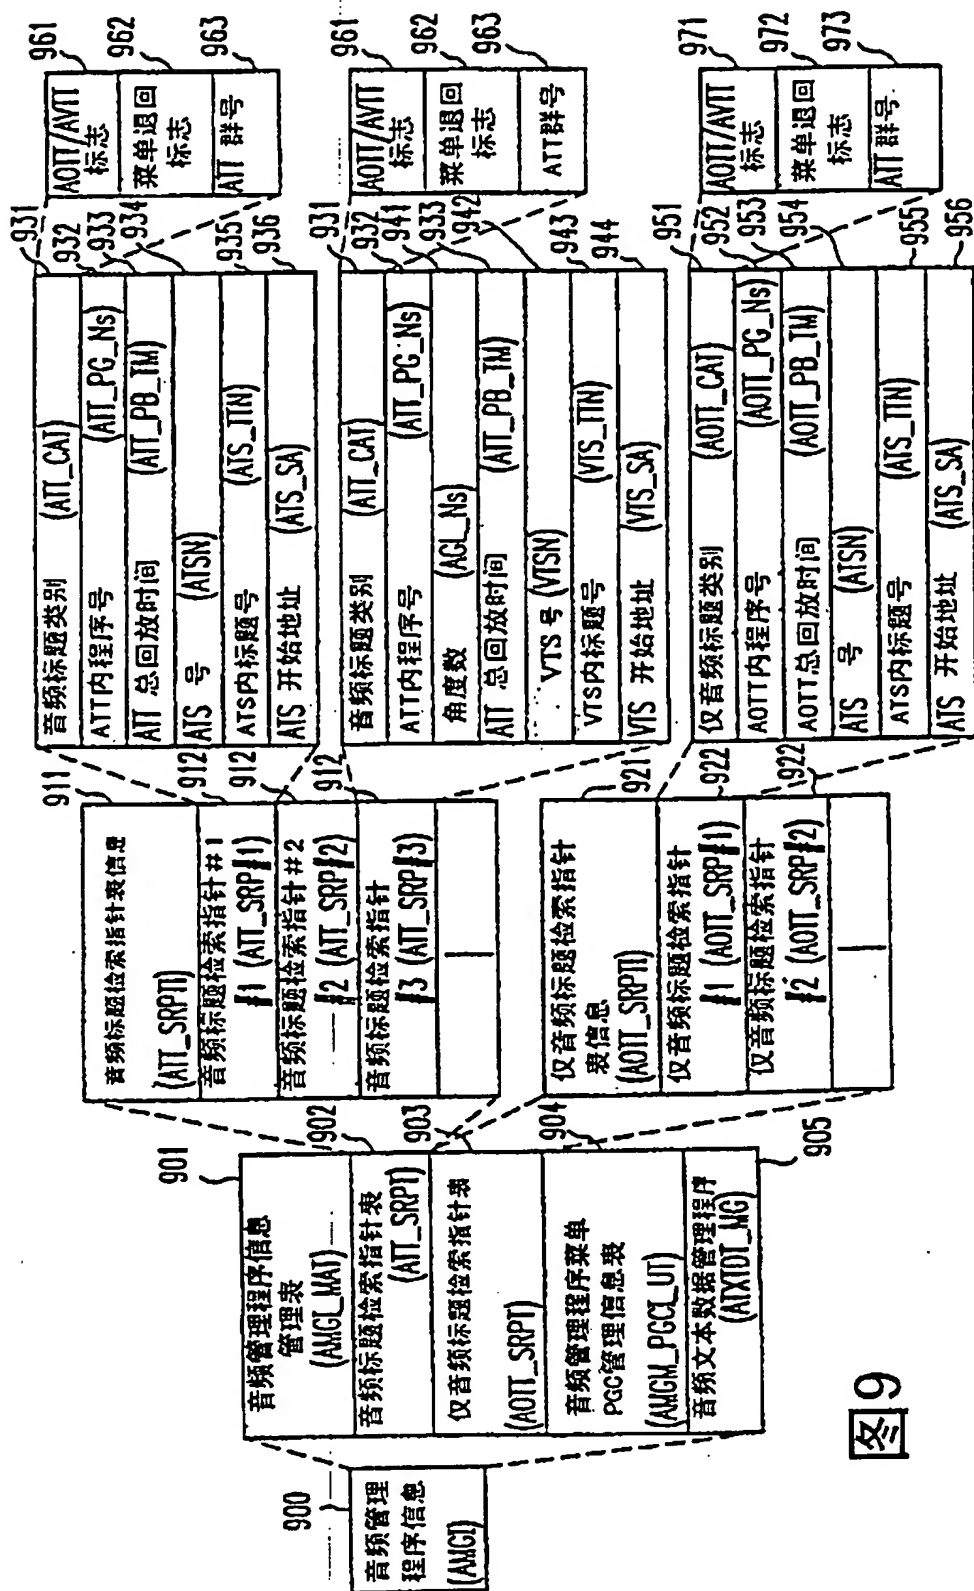 900
音频管理
程序信息
(AMGI)
901
音频管理程序信息
管理表
(AMGI_MAT)
902
音频标题检索指针表
(ATT_SRPT)
903
仅音频标题检索指针表
(AOTT_SRPT)
904
音频管理程序菜单
PGC管理信息表
(AMGM_PGCI_UT)
905
音频文本数据管理程序
(ATXTDT_MG)
911
音频标题检索指针表信息
(ATT_SRPTI)
912
音频标题检索指针#1
#1 (ATT_SRP#1)
912
音频标题检索指针#2
#2 (ATT_SRP#2)
912
音频标题检索指针
#3 (ATT_SRP#3)
921
仅音频标题检索指针
表信息
(AOTT_SRPTI)
922
仅音频标题检索指针
#1 (AOTT_SRP#1)
922
仅音频标题检索指针
#2 (AOTT_SRP#2)
931
音频标题类别 (ATT_CAT)
932
ATT内程序号 (ATT_PG_Ns)
933
ATT 总回放时间 (ATT_PB_TM)
934
ATS 号 (ATSN)
935
ATS内标题号 (ATS_TTN)
936
ATS 开始地址 (ATS_SA)
931
音频标题类别 (ATT_CAT)
932
ATT内程序号 (ATT_PG_Ns)
941
角度数 (AGL_Ns)
933
ATT 总回放时间 (ATT_PB_TM)
942
VTS 号 (VTSN)
943
VTS内标题号 (VTS_TTN)
944
VTS 开始地址 (VTS_SA)
951
仅音频标题类别 (AOTT_CAT)
952
AOTT内程序号 (AOTT_PG_Ns)
953
AOTT总回放时间 (AOTT_PB_TM)
954
ATS 号 (ATSN)
955
ATS内标题号 (ATS_TTN)
956
ATS 开始地址 (ATS_SA)
961
AOTT/AVTT
标志
962
菜单退回
标志
963
ATT 群号
961
AOTT/AVTT
标志
962
菜单退回
标志
963
ATT群号
971
AOTT/AVTT
标志
972
菜单退回
标志
973
ATT 群号
图9